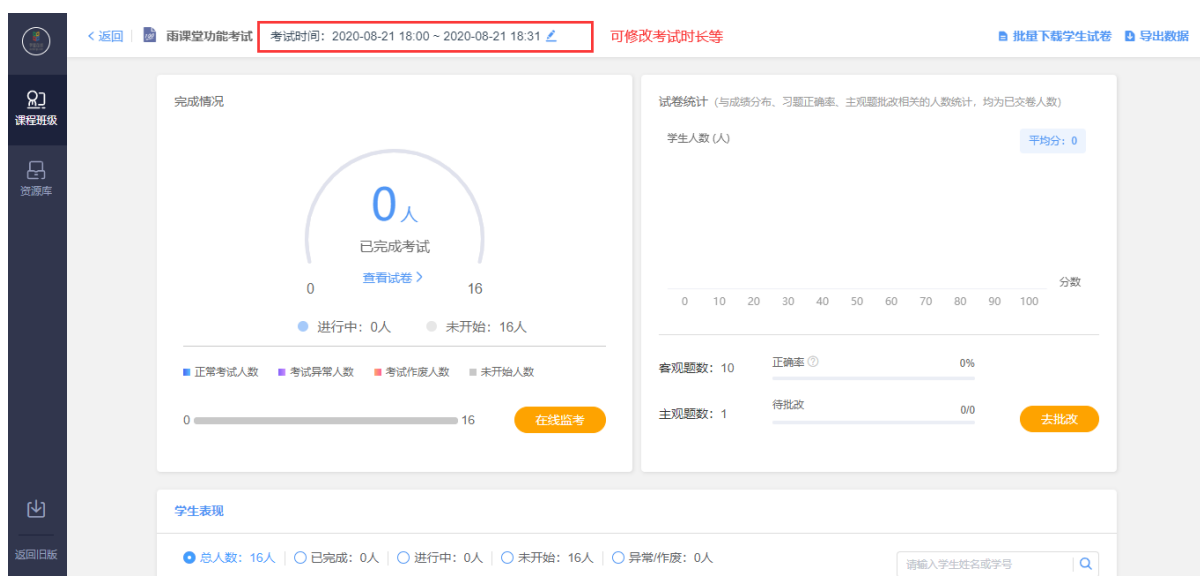 返回
雨课堂功能考试
考试时间：2020-08-21 18:00 ~ 2020-08-21 18:31
可修改考试时长等
批量下载学生试卷
导出数据
课程班级
资源库
返回旧版
完成情况
0人
已完成考试
查看试卷
0 16
进行中：0人 未开始：16人
正常考试人数 考试异常人数 考试作废人数 未开始人数
0 16
在线监考
试卷统计 (与成绩分布、习题正确率、主观题批改相关的人数统计，均为已交卷人数)
学生人数 (人)
平均分：0
分数
0 10 20 30 40 50 60 70 80 90 100
客观题数：10 正确率 0%
主观题数：1 待批改 0/0
去批改
学生表现
总人数：16人 已完成：0人 进行中：0人 未开始：16人 异常/作废：0人
请输入学生姓名或学号